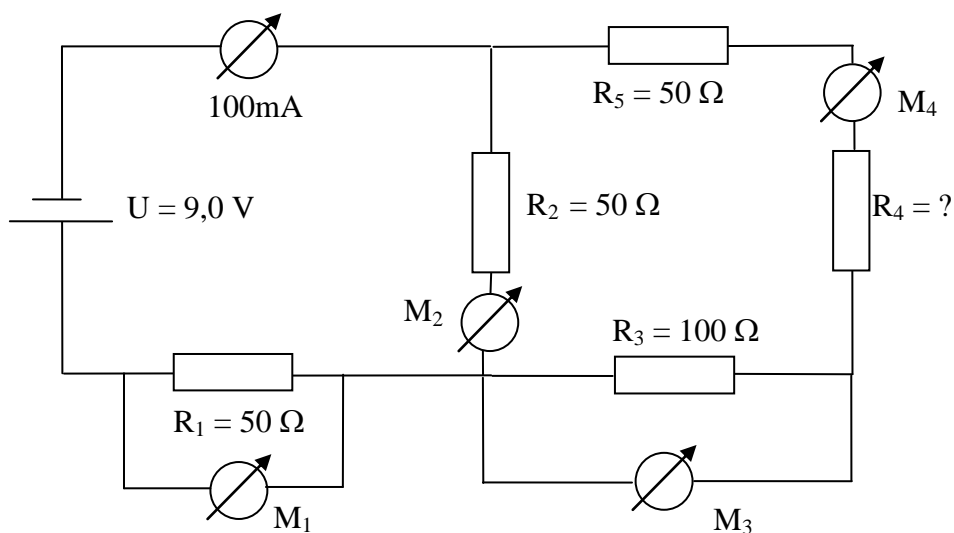 100mA
R₅ = 50 Ω
M₄
U = 9,0 V
R₂ = 50 Ω
R₄ = ?
M₂
R₃ = 100 Ω
R₁ = 50 Ω
M₁
M₃